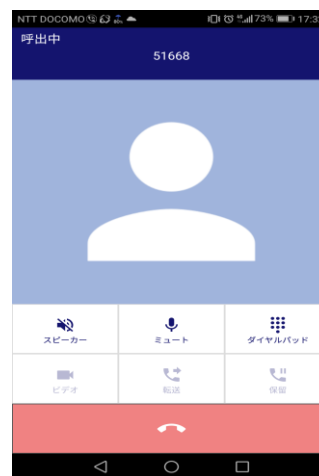 NTT DOCOMO 73% 17:3
呼出中
51668
スピーカー ミュート ダイヤルパッド
ビデオ 転送 保留